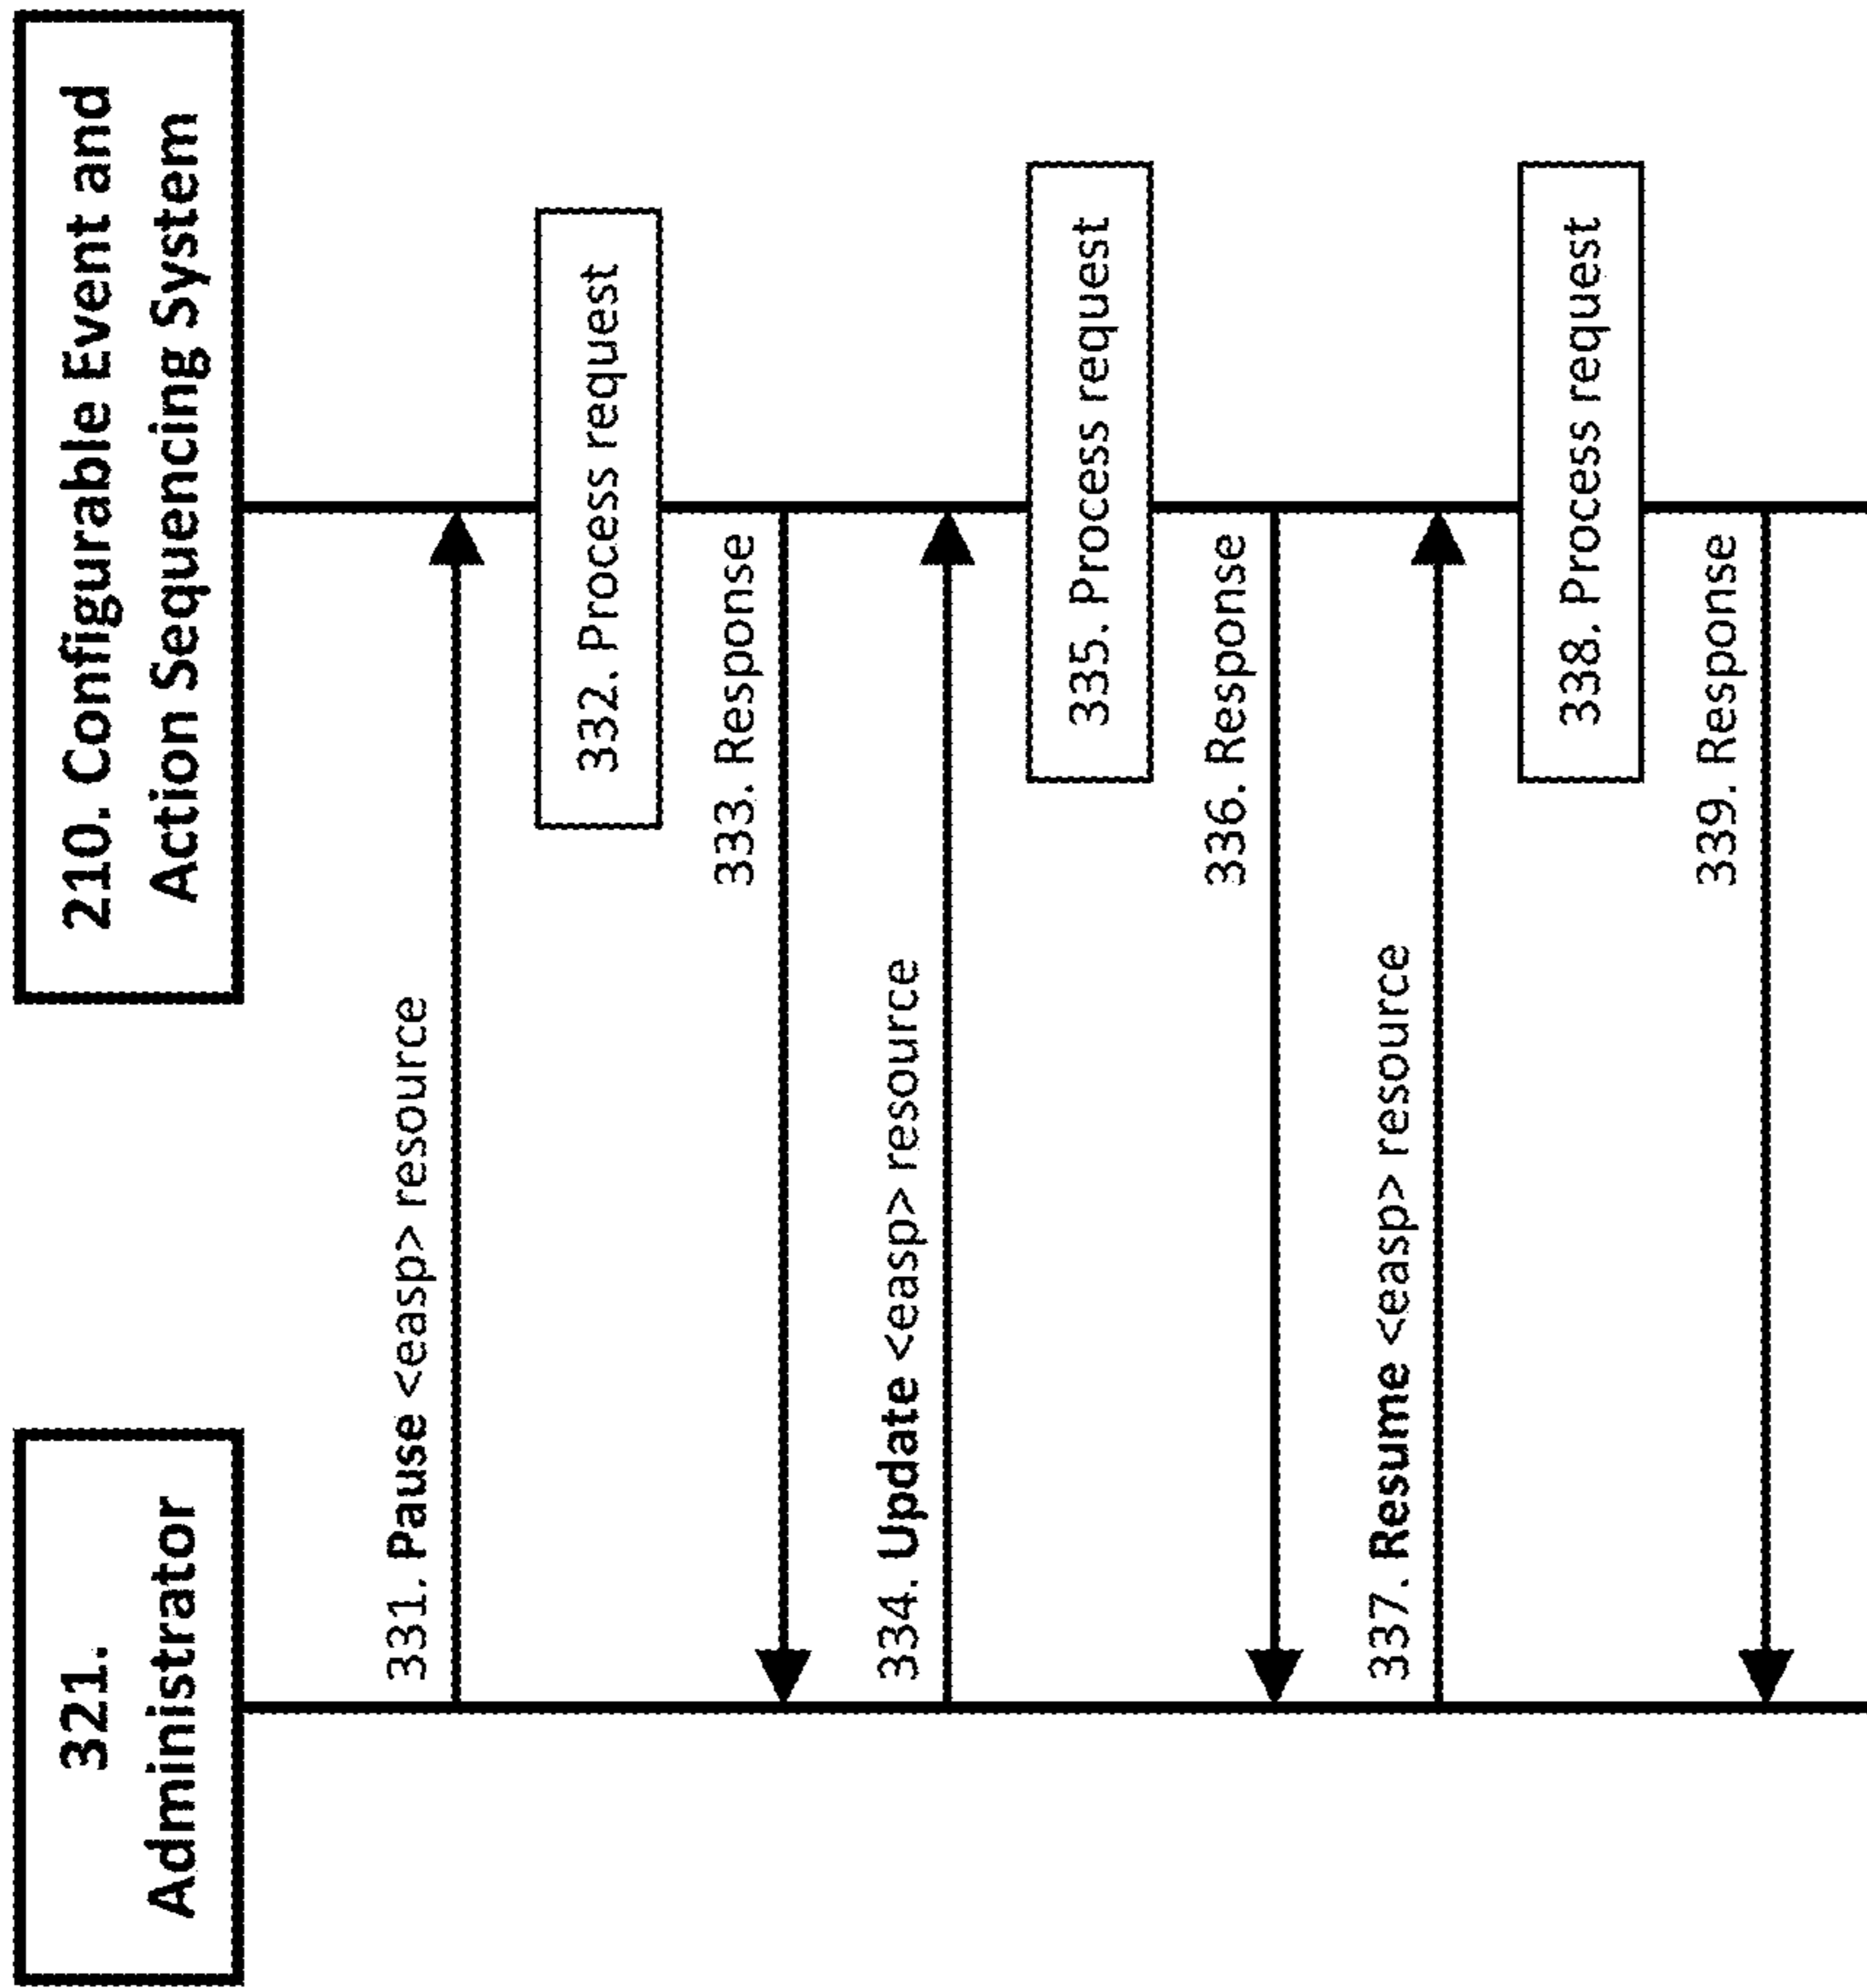 321.
Administrator
210. Configurable Event and
Action Sequencing System
331. Pause <easp> resource
332. Process request
333. Response
334. Update <easp> resource
335. Process request
336. Response
337. Resume <easp> resource
338. Process request
339. Response